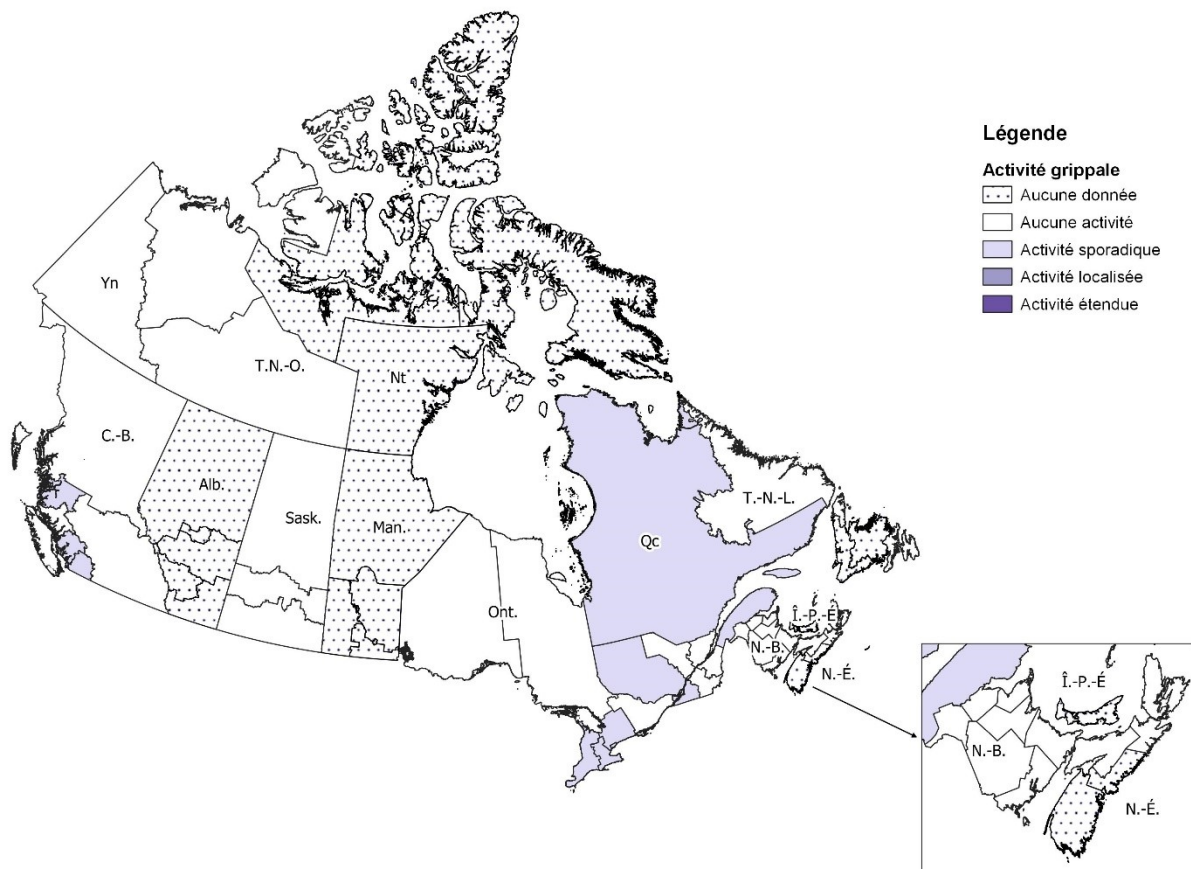 Légende
Activité grippale
Aucune donnée
Aucune activité
Activité sporadique
Activité localisée
Activité étendue
Yn
T.N.-O.
Nt
C.-B.
Alb.
Sask.
Man.
T.-N.-L.
Qc
Ont.
Î.-P.-É
N.-B.
N.-É.
Î.-P.-É
N.-B.
N.-É.